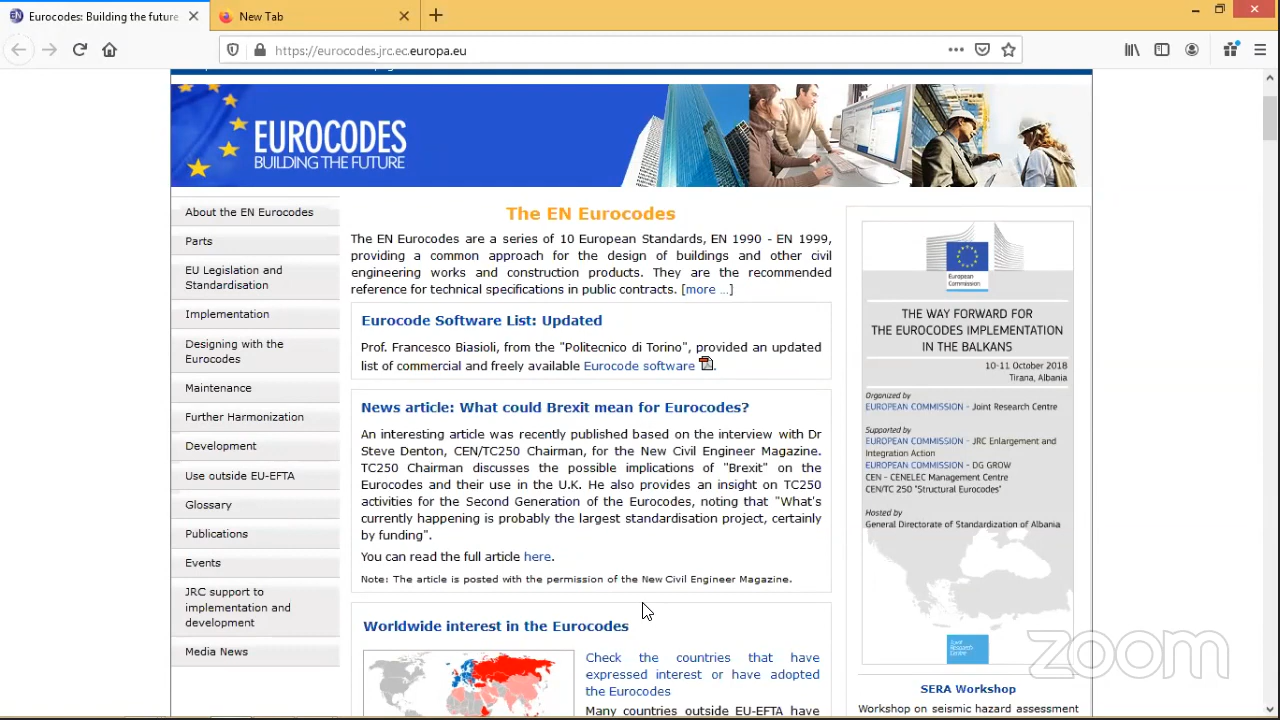 Eurocodes: Building the future
New Tab
https://eurocodes.jrc.ec.europa.eu
EUROCODES
BUILDING THE FUTURE
About the EN Eurocodes
Parts
EU Legislation and
Standardisation
Implementation
Designing with the
Eurocodes
Maintenance
Further Harmonization
Development
Use outside EU-EFTA
Glossary
Publications
Events
JRC support to
implementation and
development
Media News
The EN Eurocodes
The EN Eurocodes are a series of 10 European Standards, EN 1990 - EN 1999,
providing a common approach for the design of buildings and other civil
engineering works and construction products. They are the recommended
reference for technical specifications in public contracts. [more ...]
Eurocode Software List: Updated
Prof. Francesco Biasioli, from the "Politecnico di Torino", provided an updated
list of commercial and freely available Eurocode software .
News article: What could Brexit mean for Eurocodes?
An interesting article was recently published based on the interview with Dr
Steve Denton, CEN/TC250 Chairman, for the New Civil Engineer Magazine.
TC250 Chairman discusses the possible implications of "Brexit" on the
Eurocodes and their use in the U.K. He also provides an insight on TC250
activities for the Second Generation of the Eurocodes, noting that "What's
currently happening is probably the largest standardisation project, certainly
by funding".
You can read the full article here.
Note: The article is posted with the permission of the New Civil Engineer Magazine.
Worldwide interest in the Eurocodes
Check the countries that have
expressed interest or have adopted
the Eurocodes
Many countries outside EU-EFTA have
European
Commission
THE WAY FORWARD FOR
THE EUROCODES IMPLEMENTATION
IN THE BALKANS
10-11 October 2018
Tirana, Albania
Organized by
EUROPEAN COMMISSION - Joint Research Centre
Supported by
EUROPEAN COMMISSION - JRC Enlargement and
Integration Action
EUROPEAN COMMISSION - DG GROW
CEN - CENELEC Management Centre
CEN/TC 250 "Structural Eurocodes"
Hosted by
General Directorate of Standardization of Albania
Joint
Research
Centre
SERA Workshop
Workshop on seismic hazard assessment
zoom